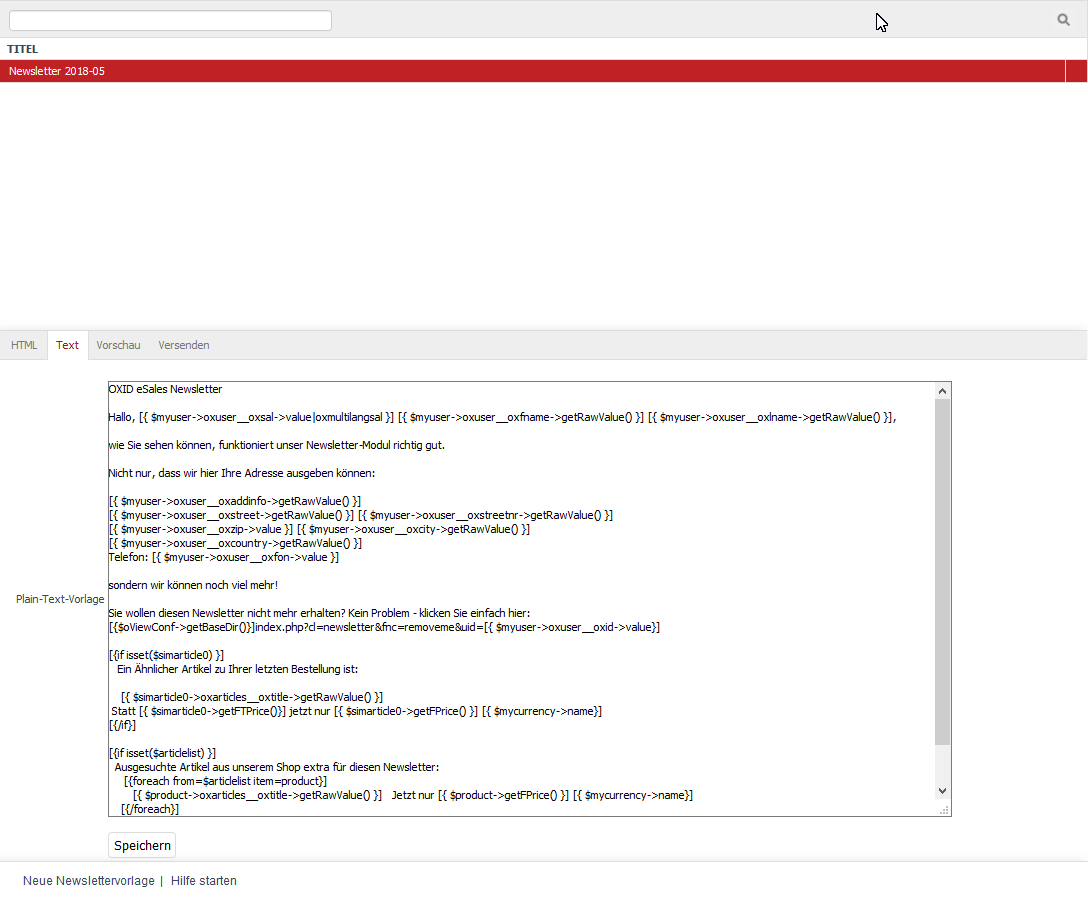 TITEL
Newsletter 2018-05
HTML Text Vorschau Versenden
OXID eSales Newsletter
Hallo, [{ $myuser->oxuser__oxsal->value|oxmultilangsal }] [{ $myuser->oxuser__oxfname->getRawValue() }] [{ $myuser->oxuser__oxlname->getRawValue() }],
wie Sie sehen können, funktioniert unser Newsletter-Modul richtig gut.
Nicht nur, dass wir hier Ihre Adresse ausgeben können:
[{ $myuser->oxuser__oxaddinfo->getRawValue() }]
[{ $myuser->oxuser__oxstreet->getRawValue() }] [{ $myuser->oxuser__oxstreetnr->getRawValue() }]
[{ $myuser->oxuser__oxzip->value }] [{ $myuser->oxuser__oxcity->getRawValue() }]
[{ $myuser->oxuser__oxcountry->getRawValue() }]
Telefon: [{ $myuser->oxuser__oxfon->value }]
sondern wir können noch viel mehr!
Plain-Text-Vorlage
Sie wollen diesen Newsletter nicht mehr erhalten? Kein Problem - klicken Sie einfach hier:
[{$oViewConf->getBaseDir()}]index.php?cl=newsletter&fnc=removeme&uid=[{ $myuser->oxuser__oxid->value}]
[{if isset($simarticle0) }]
Ein Ähnlicher Artikel zu Ihrer letzten Bestellung ist:
[{ $simarticle0->oxarticles__oxtitle->getRawValue() }]
Statt [{ $simarticle0->getFTPrice()}] jetzt nur [{ $simarticle0->getFPrice() }] [{ $mycurrency->name}]
[{/if}]
[{if isset($articlelist) }]
Ausgesuchte Artikel aus unserem Shop extra für diesen Newsletter:
[{foreach from=$articlelist item=product}]
[{ $product->oxarticles__oxtitle->getRawValue() }] Jetzt nur [{ $product->getFPrice() }] [{ $mycurrency->name}]
[{/foreach}]
Speichern
Neue Newslettervorlage | Hilfe starten